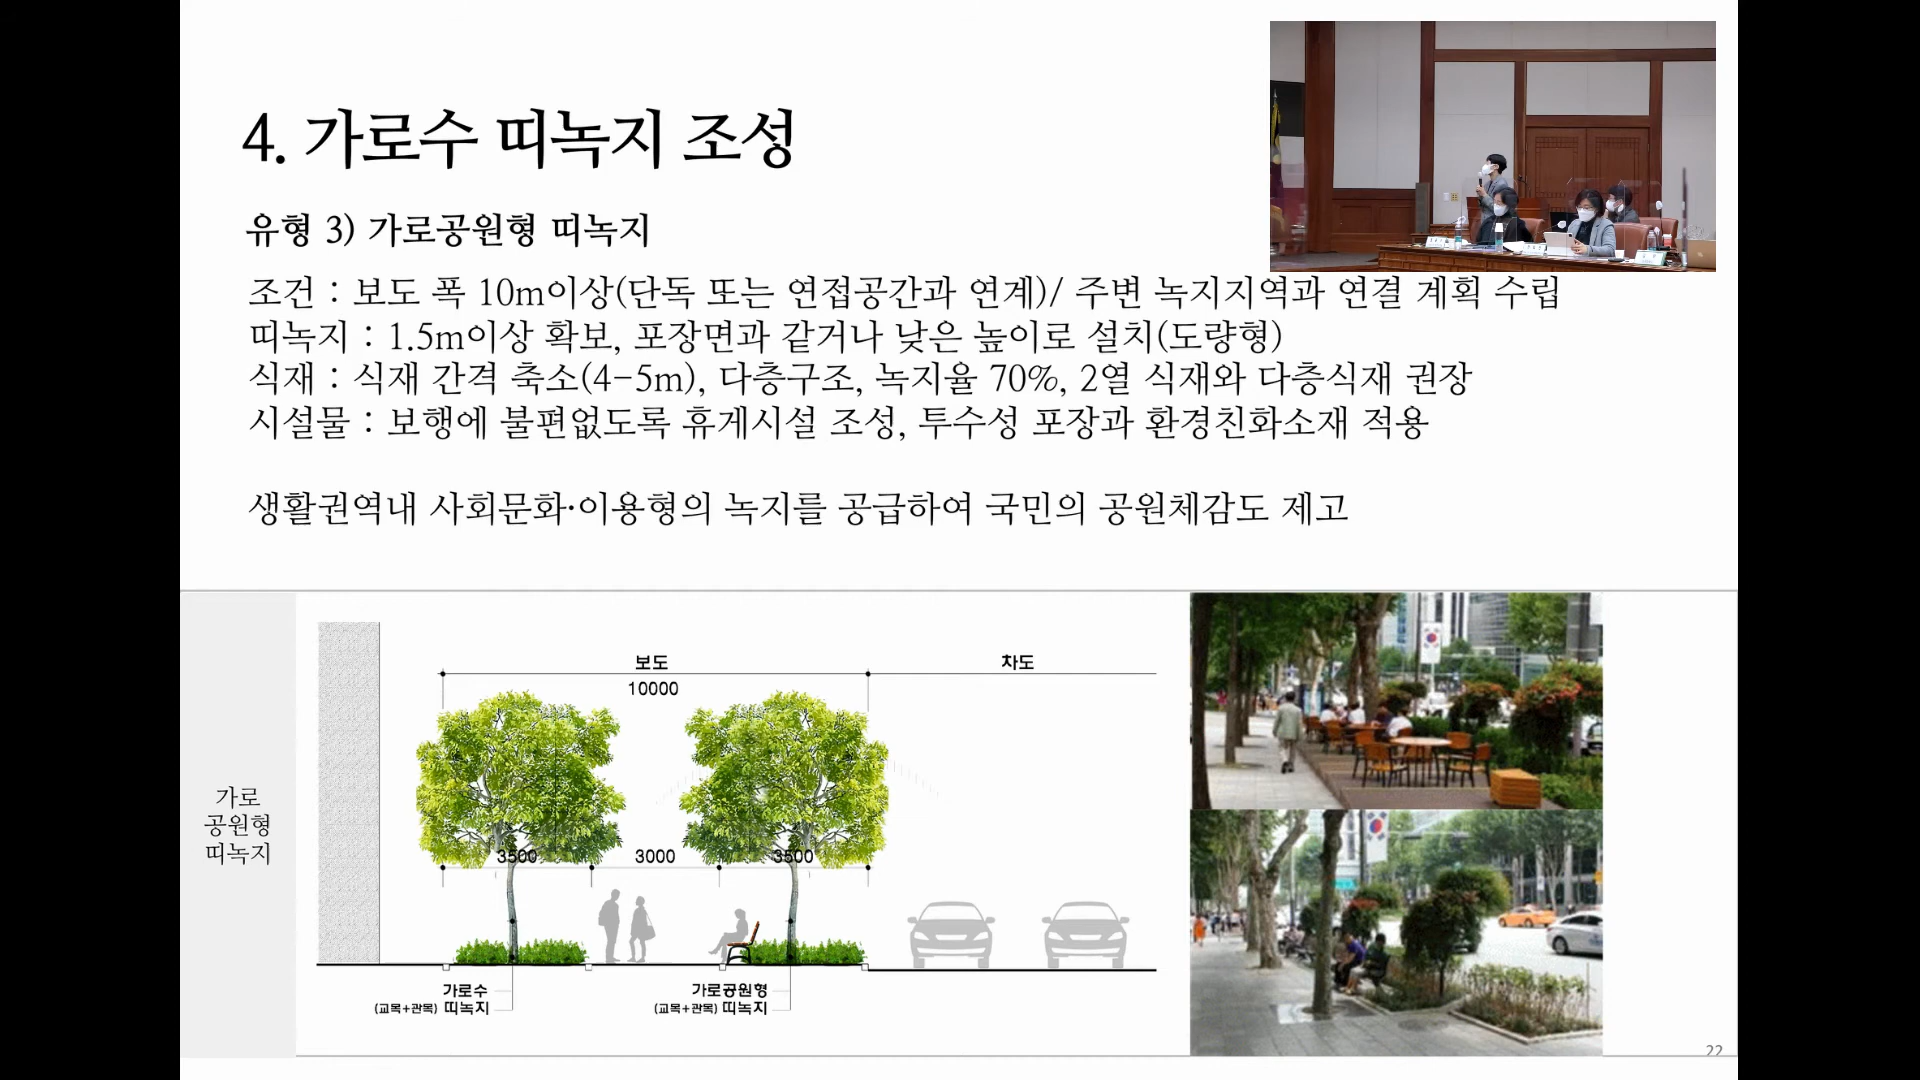 4. 가로수 띠녹지 조성
유형 3) 가로공원형 띠녹지
조건 : 보도 폭 10m이상(단독 또는 연접공간과 연계)/ 주변 녹지지역과 연결 계획 수립
띠녹지 : 1.5m이상 확보, 포장면과 같거나 낮은 높이로 설치(도량형)
식재 : 식재 간격 축소(4-5m), 다층구조, 녹지율 70%, 2열 식재와 다층식재 권장
시설물 : 보행에 불편없도록 휴게시설 조성, 투수성 포장과 환경친화소재 적용
생활권역내 사회문화·이용형의 녹지를 공급하여 국민의 공원체감도 제고
가로
공원형
띠녹지
보도
차도
10000
3500
3000
3500
가로수
(교목+관목) 띠녹지
가로공원형
(교목+관목) 띠녹지
22